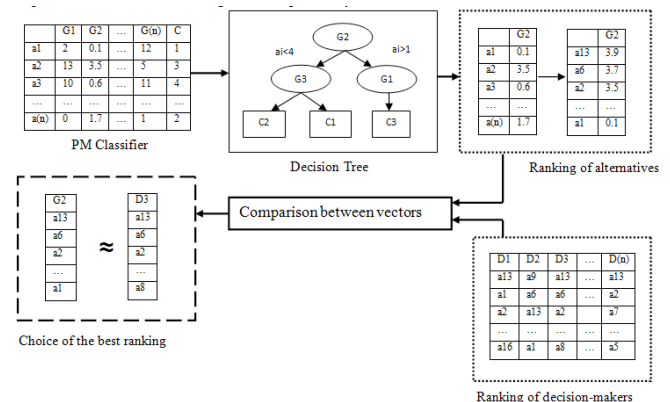 G1 G2 ... G(n) C
a1 2 0.1 ... 12 1
a2 13 3.5 ... 5 3
a3 10 0.6 ... 11 4
... ... ... ... ... ...
a(n) 0 1.7 ... 1 2
PM Classifier
G2
ai<4
ai>1
G3
G1
C2
C1
C3
Decision Tree
G2
a1 0.1
a2 3.5
a3 0.6
... ...
a(n) 1.7
G2
a13 3.9
a6 3.7
a2 3.5
... ...
a1 0.1
Ranking of alternatives
Comparison between vectors
G2
a13
a6
a2
...
a1
≈
D3
a13
a6
a2
...
a8
Choice of the best ranking
D1 D2 D3 ... D(n)
a13 a9 a13 ... a13
a1 a6 a6 ... a2
a2 a13 a2 ... a7
... ... ... ... ...
a16 a1 a8 ... a5
Ranking of decision-makers